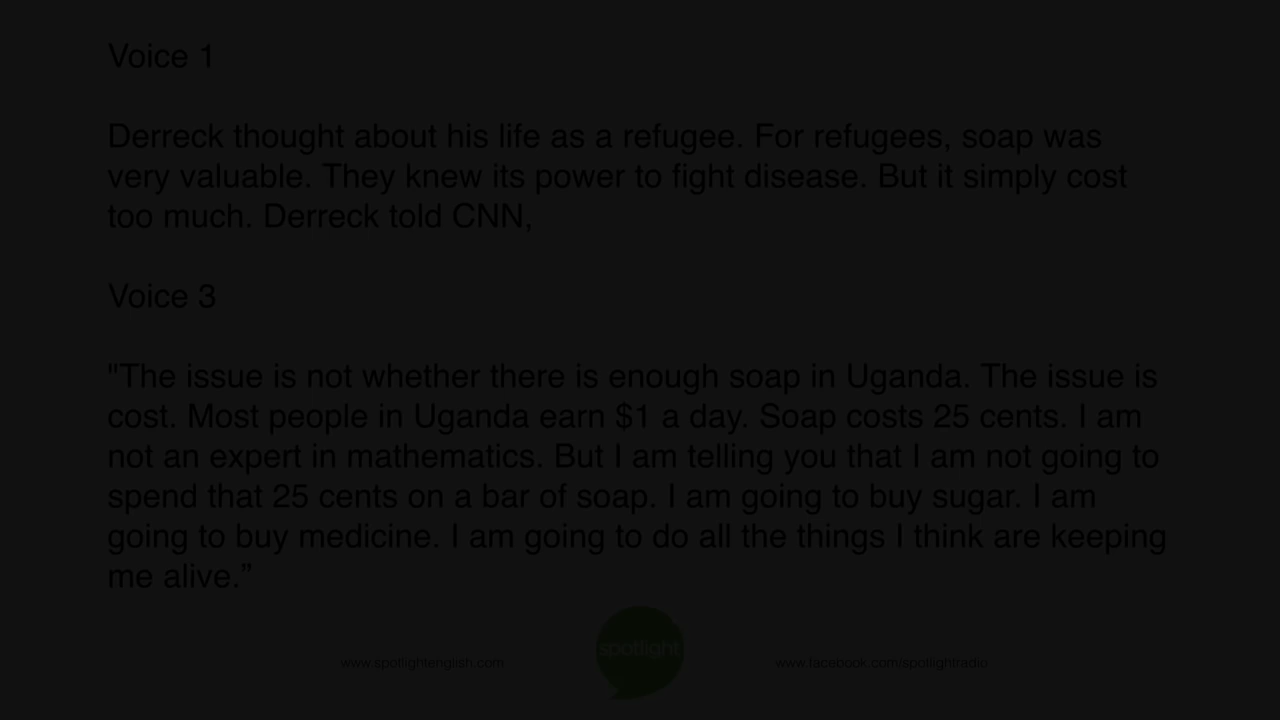 Voice 1
Derreck thought about his life as a refugee. For refugees, soap was
very valuable. They knew its power to fight disease. But it simply cost
too much. Derreck told CNN,
Voice 3
"The issue is not whether there is enough soap in Uganda. The issue is
cost. Most people in Uganda earn $1 a day. Soap costs 25 cents. I am
not an expert in mathematics. But I am telling you that I am not going to
spend that 25 cents on a bar of soap. I am going to buy sugar. I am
going to buy medicine. I am going to do all the things I think are keeping
me alive.”
spotlight
www.spotlightenglish.com
www.facebook.com/spotlightradio